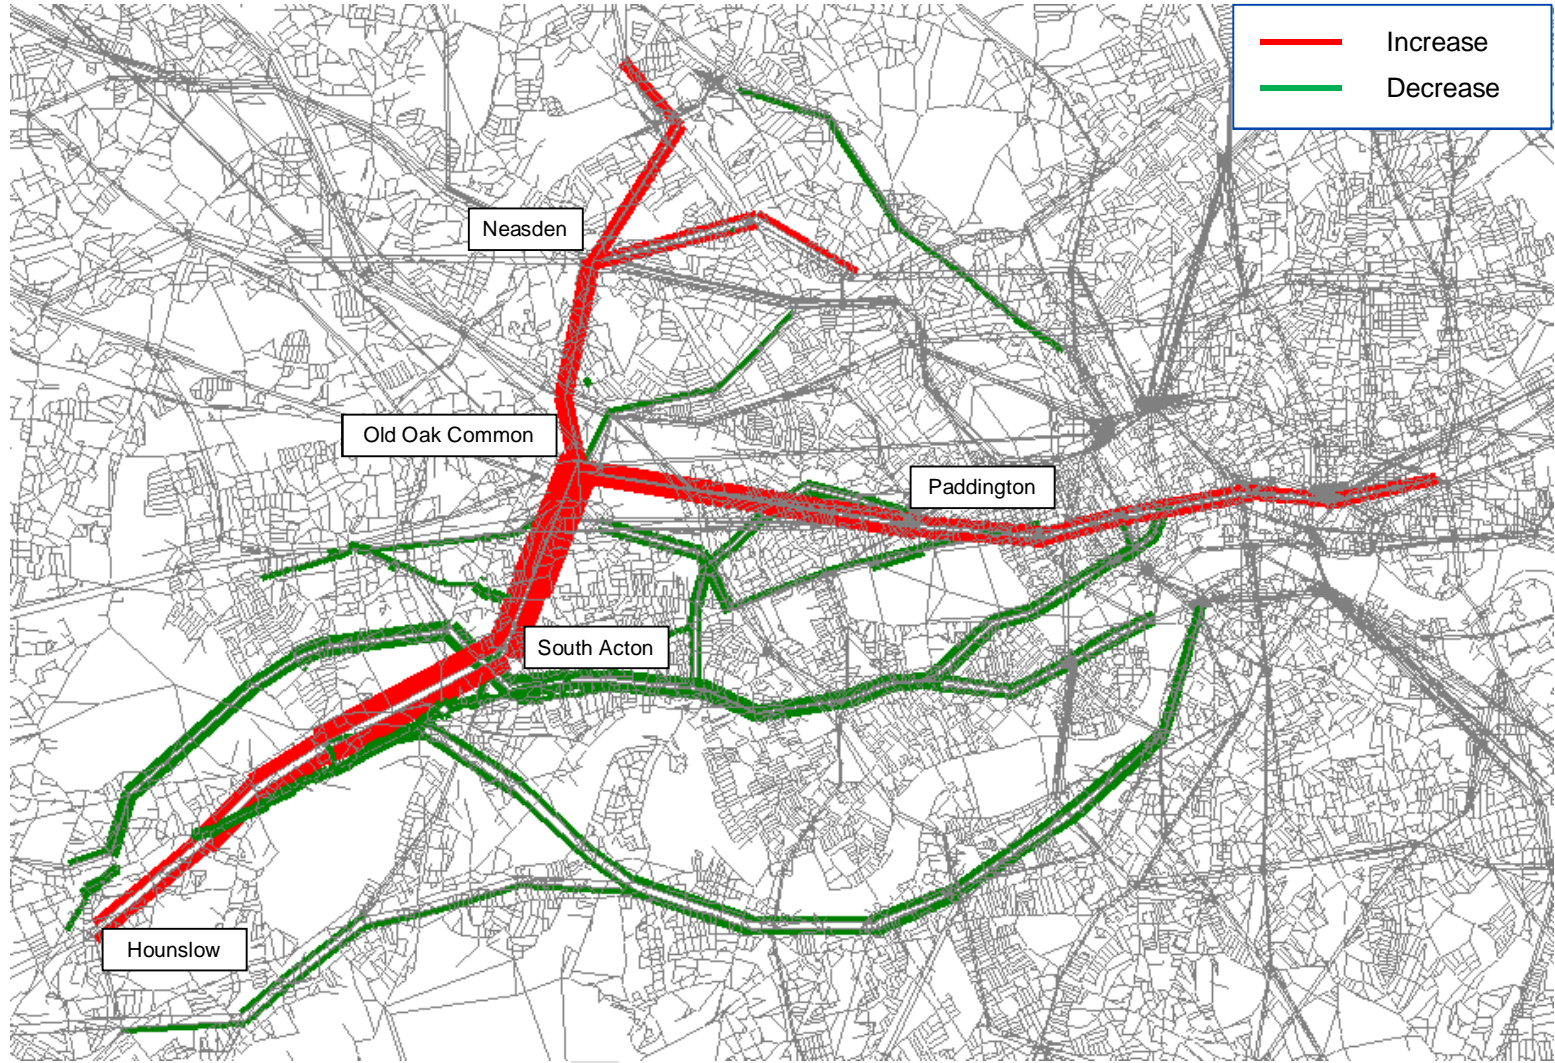 Increase
Decrease
Neasden
Old Oak Common
Paddington
South Acton
Hounslow